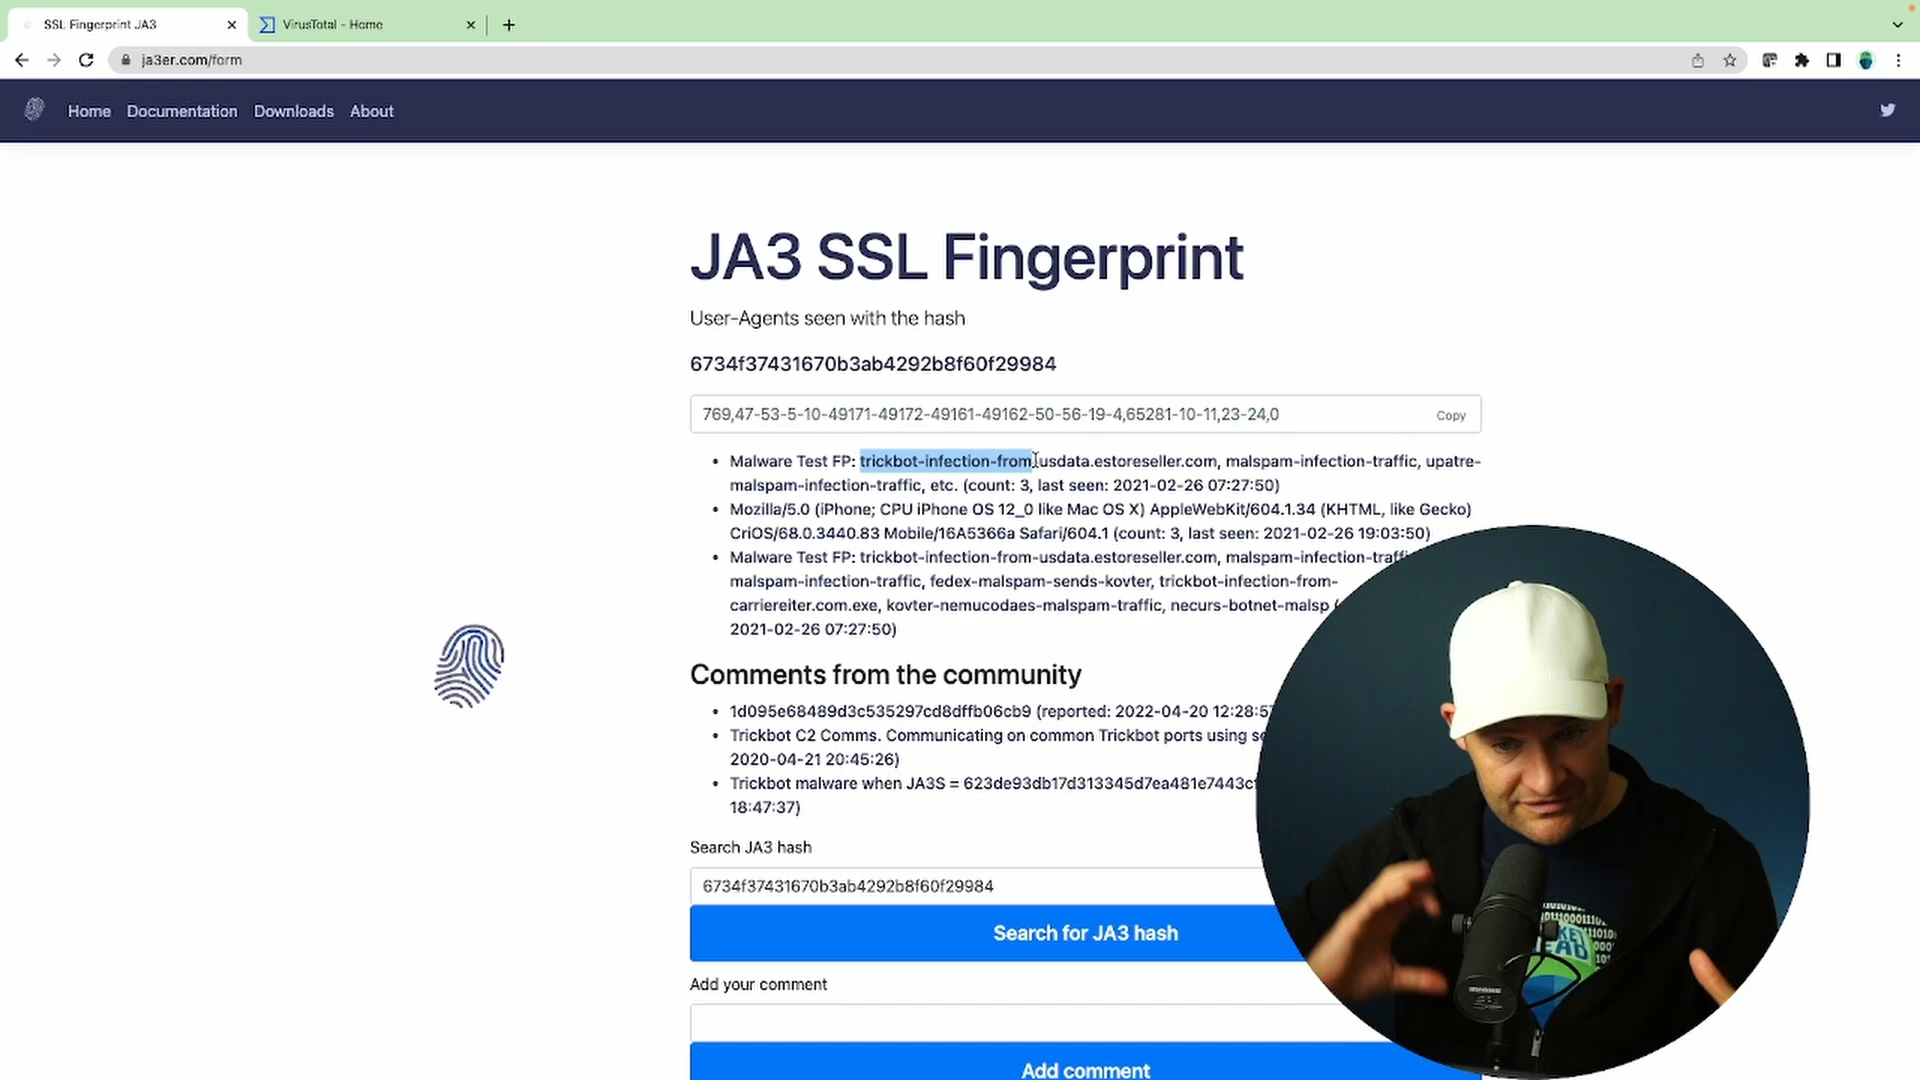 SSL Fingerprint JA3
VirusTotal - Home
ja3er.com/form
Home Documentation Downloads About
JA3 SSL Fingerprint
User-Agents seen with the hash
6734f37431670b3ab4292b8f60f29984
769,47-53-5-10-49171-49172-49161-49162-50-56-19-4,65281-10-11,23-24,0
Copy
Malware Test FP: trickbot-infection-from-usdata.estoreseller.com, malspam-infection-traffic, upatre-
malspam-infection-traffic, etc. (count: 3, last seen: 2021-02-26 07:27:50)
Mozilla/5.0 (iPhone; CPU iPhone OS 12_0 like Mac OS X) AppleWebKit/604.1.34 (KHTML, like Gecko)
CriOS/68.0.3440.83 Mobile/16A5366a Safari/604.1 (count: 3, last seen: 2021-02-26 19:03:50)
Malware Test FP: trickbot-infection-from-usdata.estoreseller.com,
malspam-infection-traffic, fedex-malspam-sends-kovter, trickbot-infection-from-
carriereiter.com.exe, kovter-nemucodaes-malspam-traffic, necurs-botnet-malsp
2021-02-26 07:27:50)
Comments from the community
1d095e68489d3c535297cd8dffb06cb9 (reported: 2022-04-20
Trickbot C2 Comms. Communicating on common Trickbot ports using
2020-04-21 20:45:26)
Trickbot malware when JA3S =
18:47:37)
Search JA3 hash
6734f37431670b3ab4292b8f60f29984
Search for JA3 hash
Add your comment
Add comment